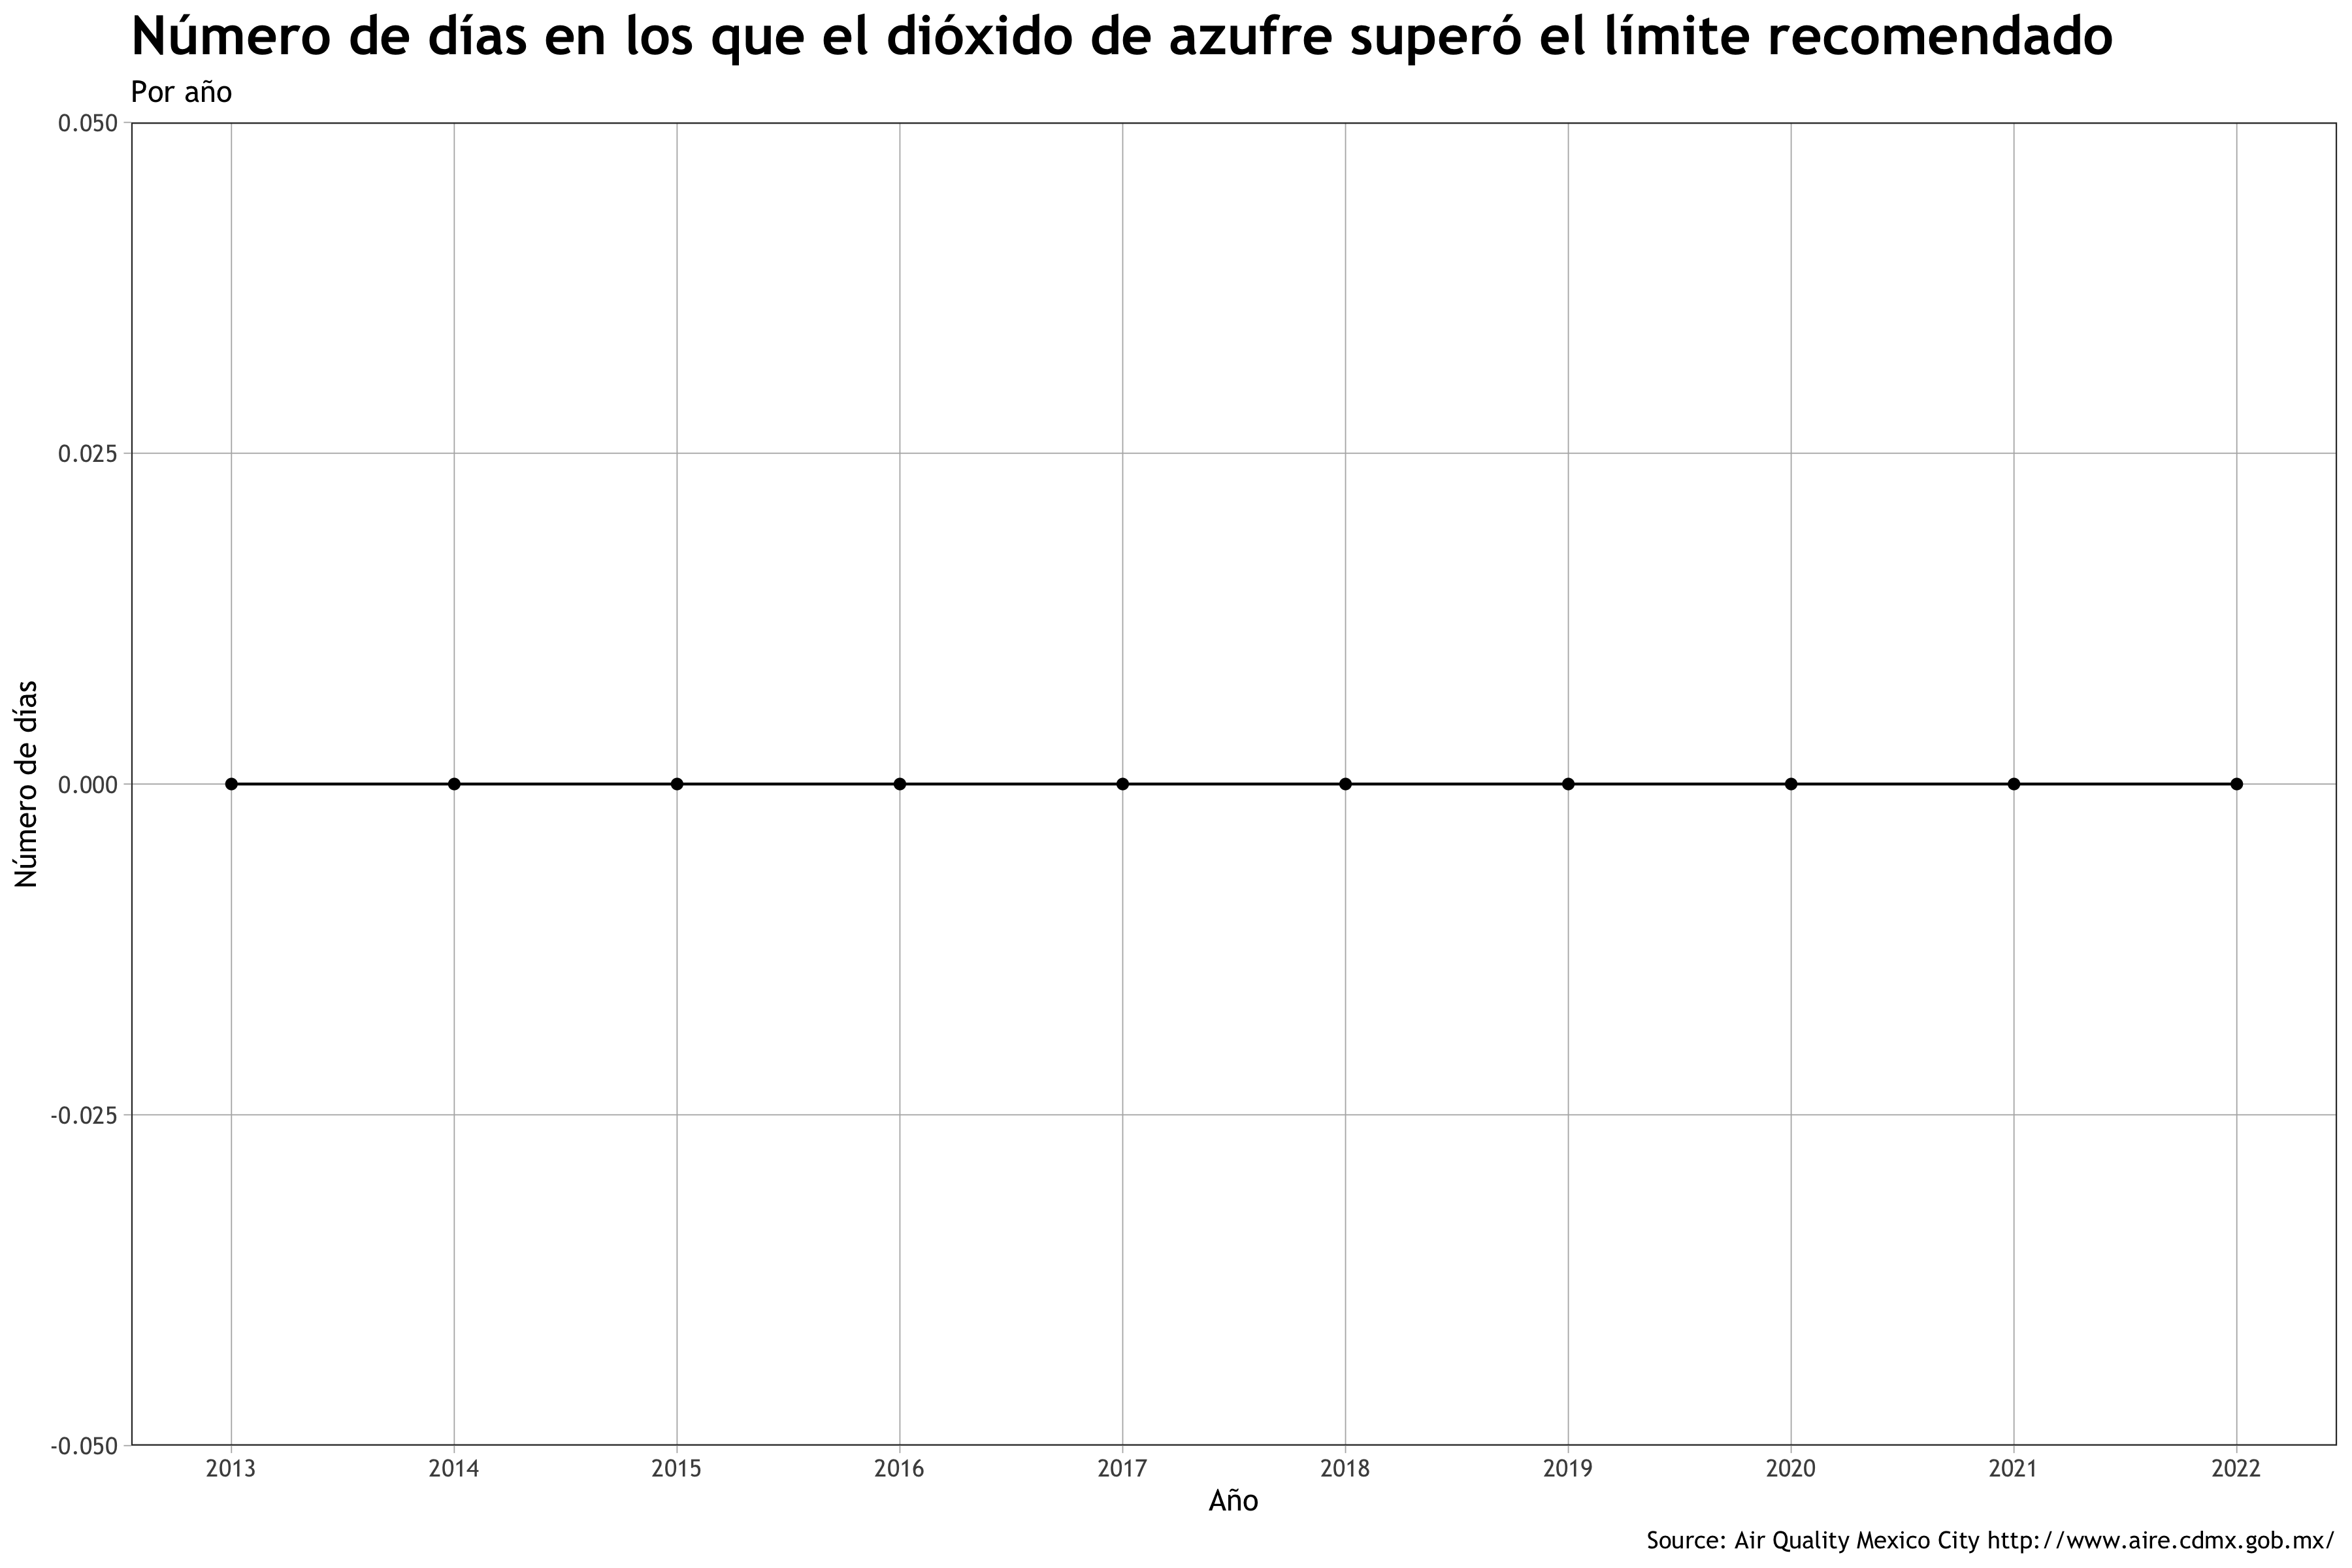 Número de días en los que el dióxido de azufre superó el límite recomendado
Por año
Número de días
0.050
0.025
0.000
-0.025
-0.050
2013 2014 2015 2016 2017 2018 2019 2020 2021 2022
Año
Source: Air Quality Mexico City http://www.aire.cdmx.gob.mx/